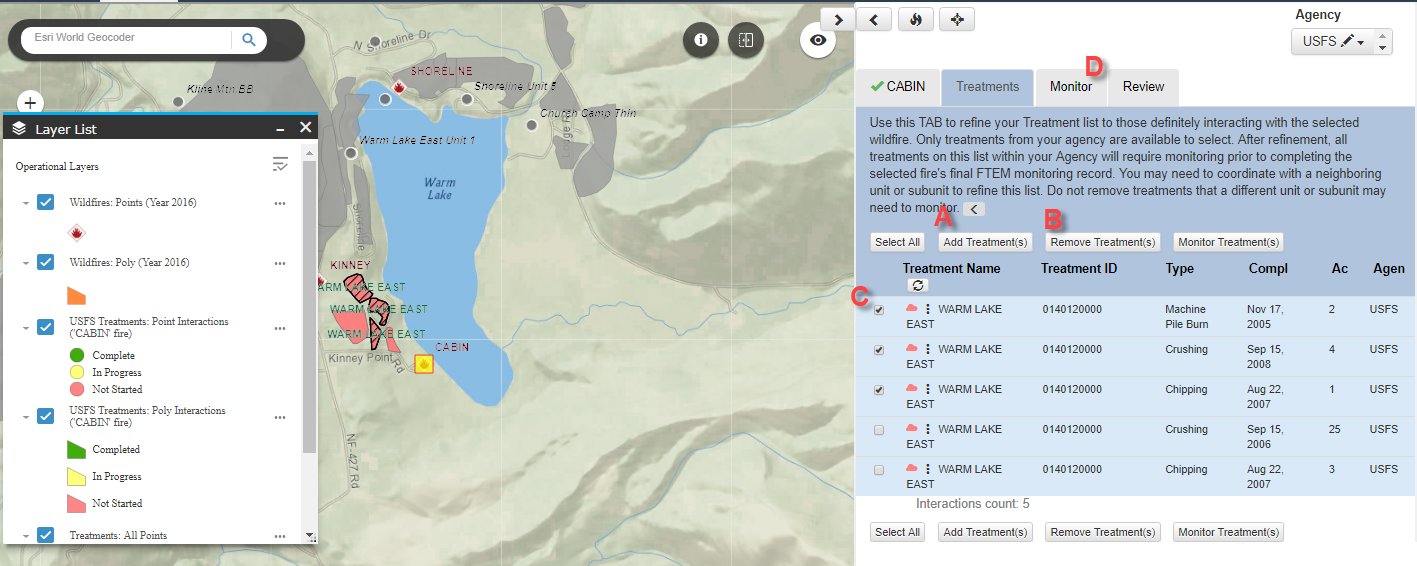 Esri World Geocoder
N Shoreline Dr
SHORELINE
Kline Mtn.BB
Shoreline Unit 5
Church Camp Thin
Warm Lake East Unit 1
Warm
Lake
Shoreline
KINNEY
ARM LAKE EAST
WARM LAKE EAST
WARM LAKE EAST
CABIN
Kinney Point Rd
NF-427 Rd
Layer List
Operational Layers
Wildfires: Points (Year 2016)
Wildfires: Poly (Year 2016)
USFS Treatments: Point Interactions
('CABIN' fire)
Complete
In Progress
Not Started
USFS Treatments: Poly Interactions
('CABIN' fire)
Completed
In Progress
Not Started
Treatments: All Points
Agency
USFS
D
CABIN Treatments Monitor Review
Use this TAB to refine your Treatment list to those definitely interacting with the selected
wildfire. Only treatments from your agency are available to select. After refinement, all
treatments on this list within your Agency will require monitoring prior to completing the
selected fire's final FTEM monitoring record. You may need to coordinate with a neighboring
unit or subunit to refine this list. Do not remove treatments that a different unit or subunit may
need to monitor.
A B
Select All Add Treatment(s) Remove Treatment(s) Monitor Treatment(s)
Treatment Name Treatment ID Type Compl Ac Agen
C
WARM LAKE 0140120000 Machine Nov 17, 2 USFS
EAST Pile Burn 2005
WARM LAKE 0140120000 Crushing Sep 15, 4 USFS
EAST 2008
WARM LAKE 0140120000 Chipping Aug 22, 1 USFS
EAST 2007
WARM LAKE 0140120000 Crushing Sep 15, 25 USFS
EAST 2006
WARM LAKE 0140120000 Chipping Aug 22, 3 USFS
EAST 2007
Interactions count: 5
Select All Add Treatment(s) Remove Treatment(s) Monitor Treatment(s)